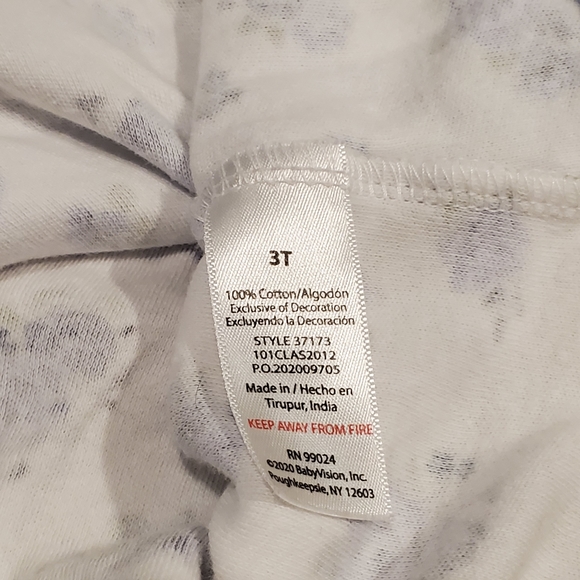 3T
100% Cotton/Algodón
Exclusive of Decoration
Excluyendo la Decoración
STYLE 37173
101CLAS2012
P.O.202009705
Made in / Hecho en
Tirupur, India
KEEP AWAY FROM FIRE
RN 99024
©2020 BabyVision, Inc.
Poughkeepsie, NY 12603